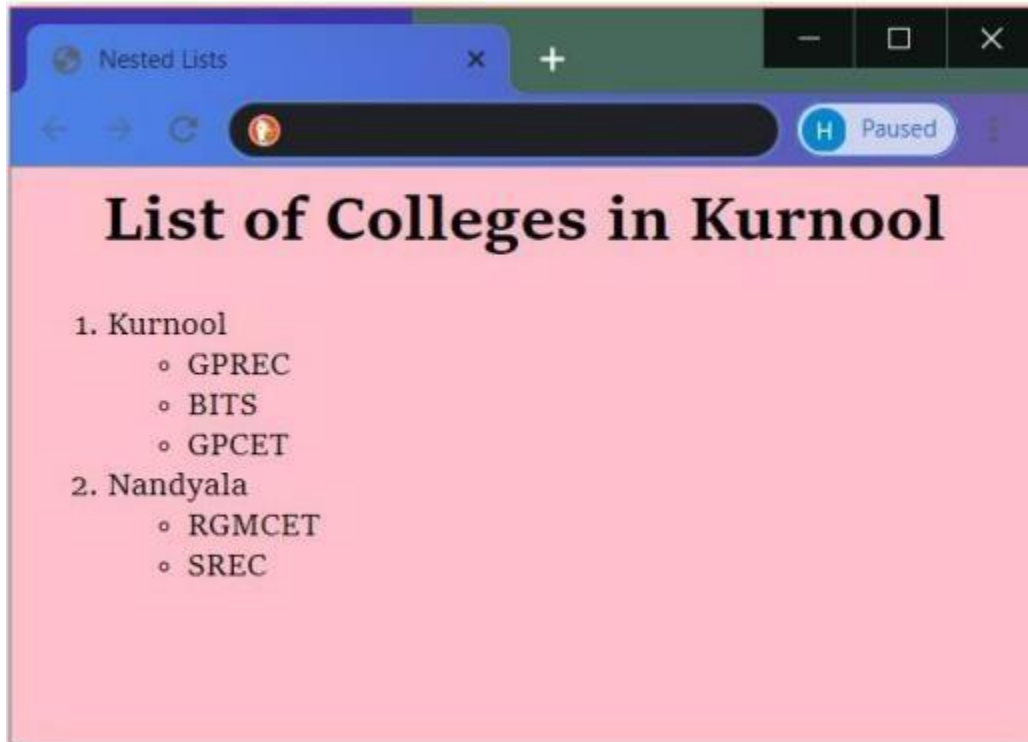 Nested Lists
H Paused
List of Colleges in Kurnool
1. Kurnool
◦ GPREC
◦ BITS
◦ GPCET
2. Nandyala
◦ RGMCET
◦ SREC